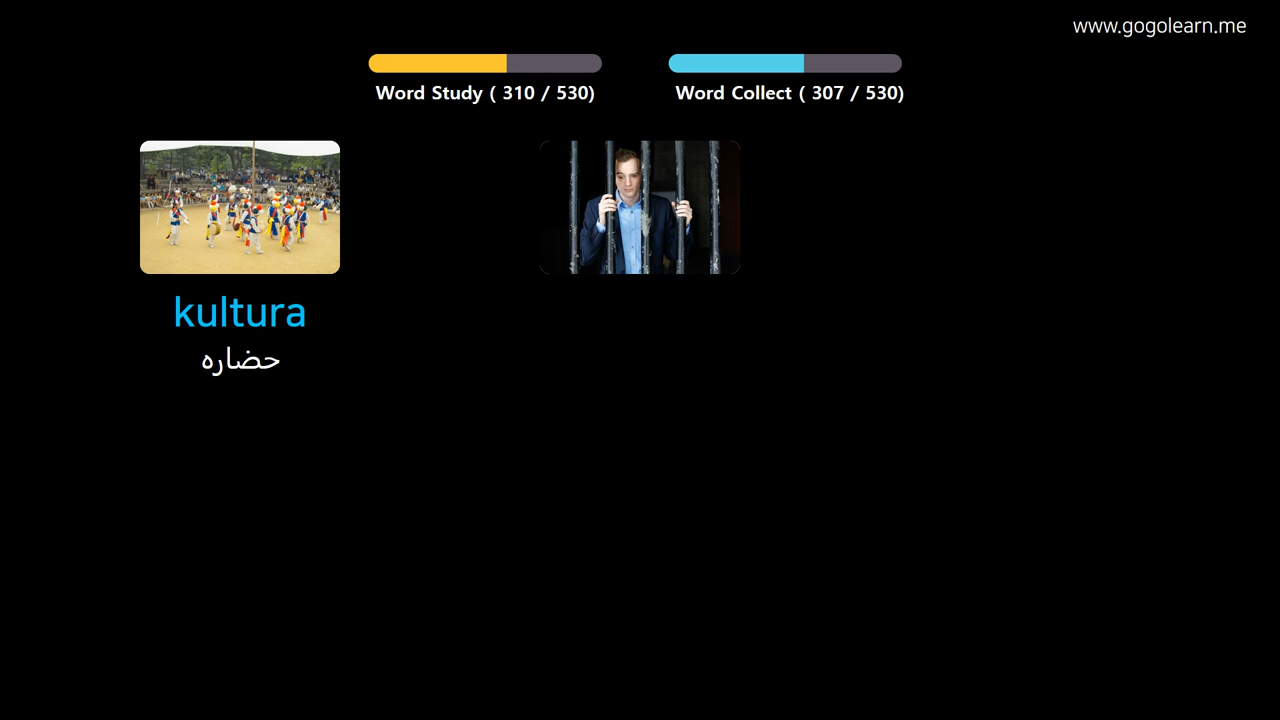 www.gogolearn.me
Word Study ( 310 / 530)
Word Collect ( 307 / 530)
kultura
حضاره